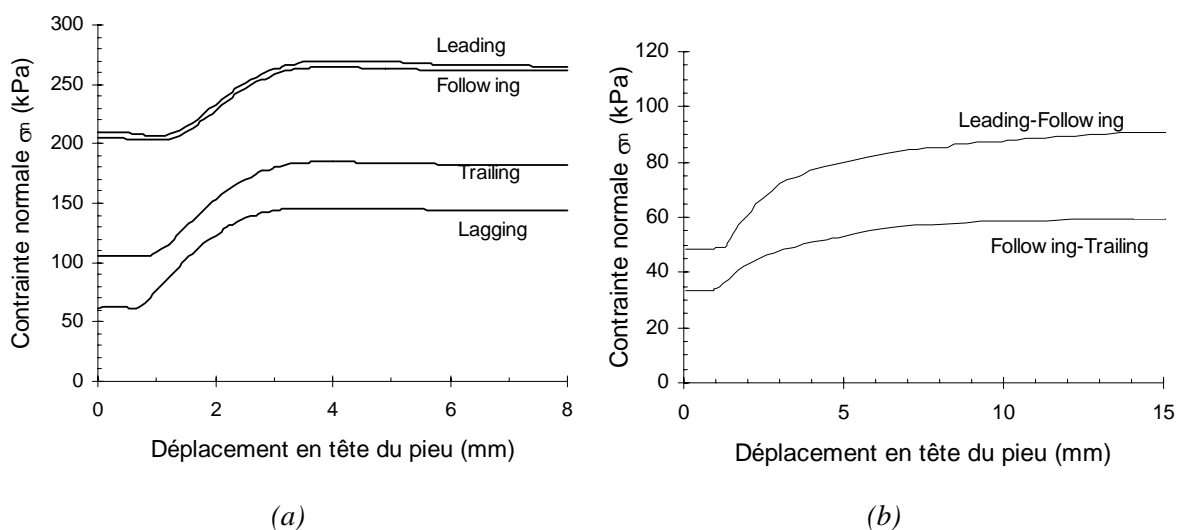 Contrainte normale σn (kPa)
300
250
200
150
100
50
0
Leading
Follow ing
Trailing
Lagging
0 2 4 6 8
Déplacement en tête du pieu (mm)
(a)
Contrainte normale σn (kPa)
120
100
80
60
40
20
0
Leading-Follow ing
Follow ing-Trailing
0 5 10 15
Déplacement en tête du pieu (mm)
(b)